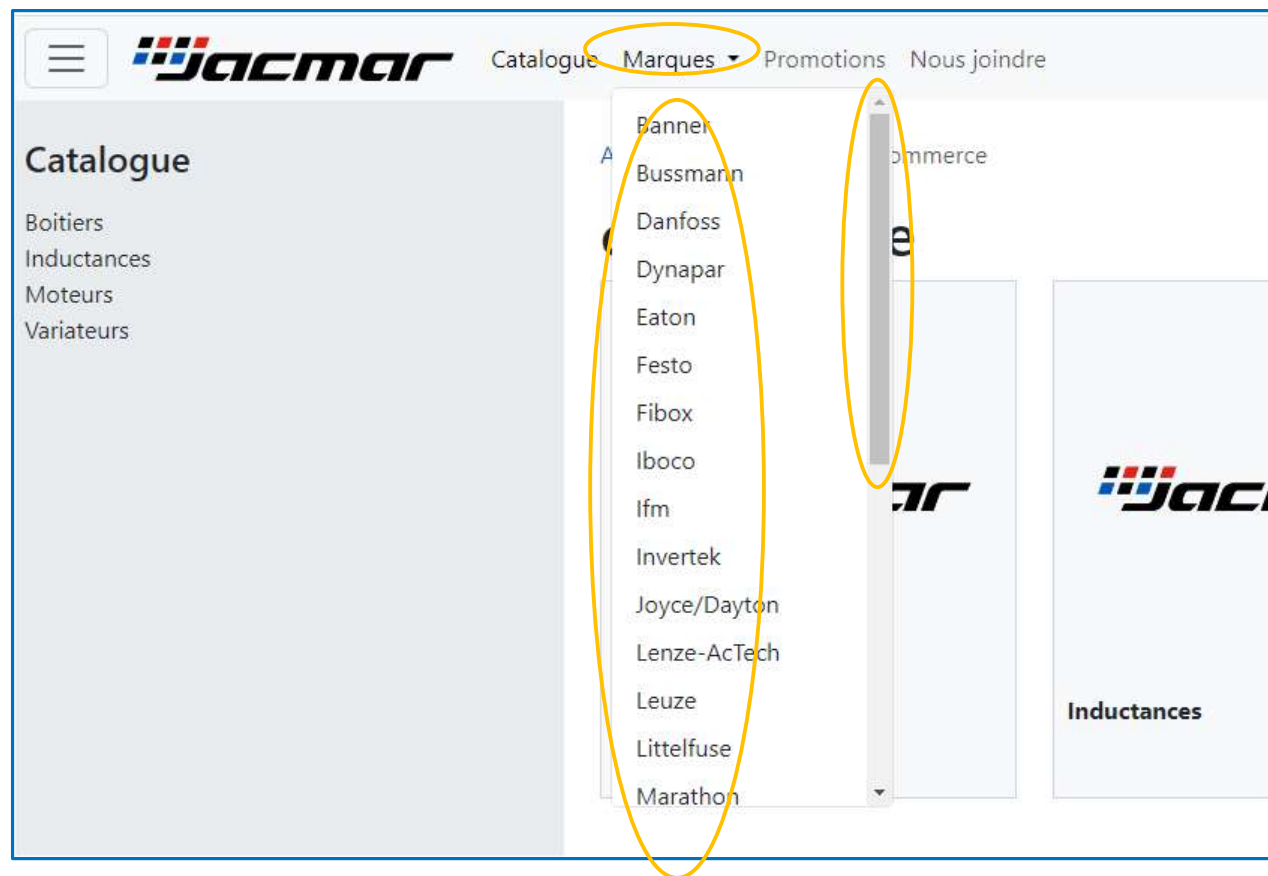 jacmar Catalogue Marques Promotions Nous joindre
Catalogue
Boitiers
Inductances
Moteurs
Variateurs
Banner
Bussmann
Danfoss
Dynapar
Eaton
Festo
Fibox
Iboco
Ifm
Invertek
Joyce/Dayton
Lenze-AcTech
Leuze
Littelfuse
Marathon
Inductances